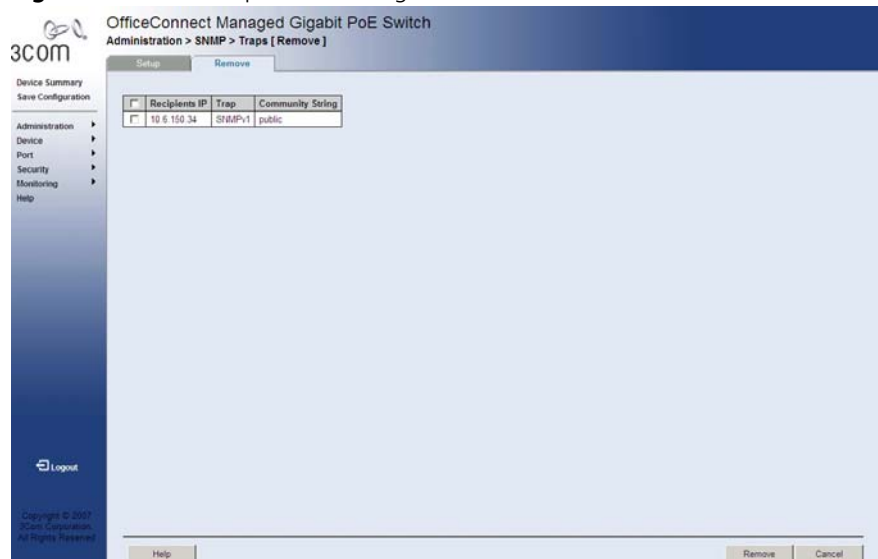 OfficeConnect Managed Gigabit PoE Switch
Administration > SNMP > Traps [ Remove ]
3COM
Setup
Remove
Device Summary
Save Configuration
Administration
Device
Port
Security
Monitoring
Help
Recipients IP Trap Community String
10.6.150.34 SNMPv1 public
Logout
Copyright © 2007
3Com Corporation.
All Rights Reserved
Help
Remove
Cancel